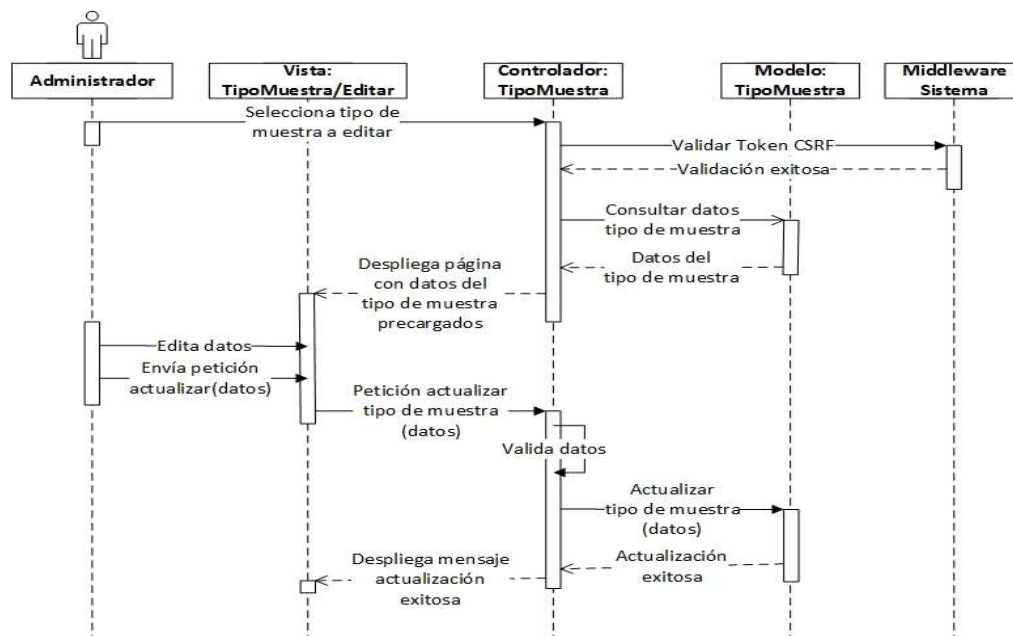 Administrador
Vista:
TipoMuestra/Editar
Controlador:
TipoMuestra
Modelo:
TipoMuestra
Middleware
Sistema
Selecciona tipo de
muestra a editar
Validar Token CSRF
Validación exitosa
Consultar datos
tipo de muestra
Datos del
tipo de muestra
Despliega página
con datos del
tipo de muestra
precargados
Edita datos
Envía petición
actualizar(datos)
Petición actualizar
tipo de muestra
(datos)
Valida datos
Actualizar
tipo de muestra
(datos)
Actualización
exitosa
Despliega mensaje
actualización
exitosa